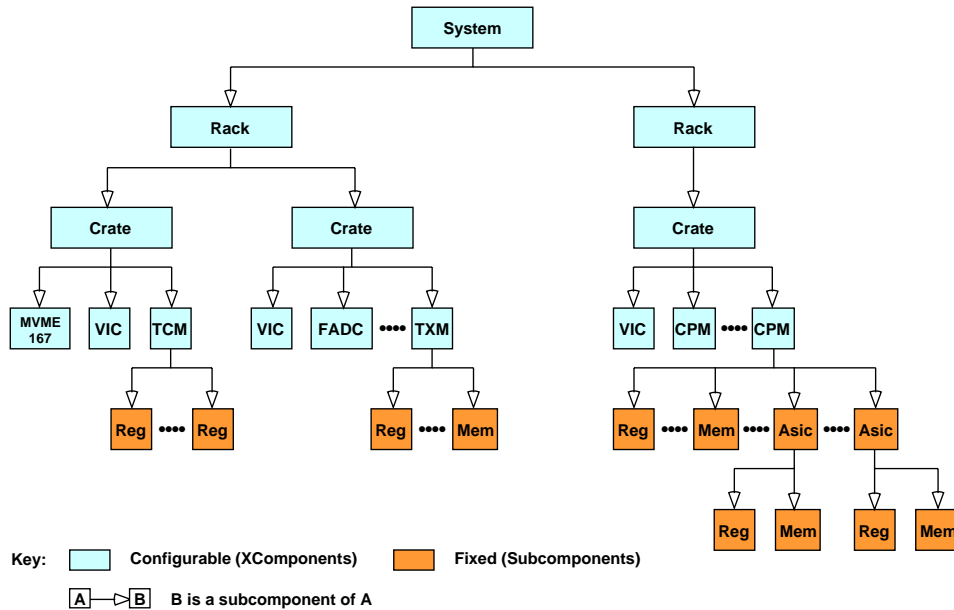 System
Rack Rack
Crate Crate Crate
MVME
167 VIC TCM VIC FADC •••• TXM VIC CPM •••• CPM
Reg •••• Reg Reg •••• Mem Reg •••• Mem •••• Asic •••• Asic
Reg Mem Reg Mem
Key: Configurable (XComponents) Fixed (Subcomponents)
A B B is a subcomponent of A